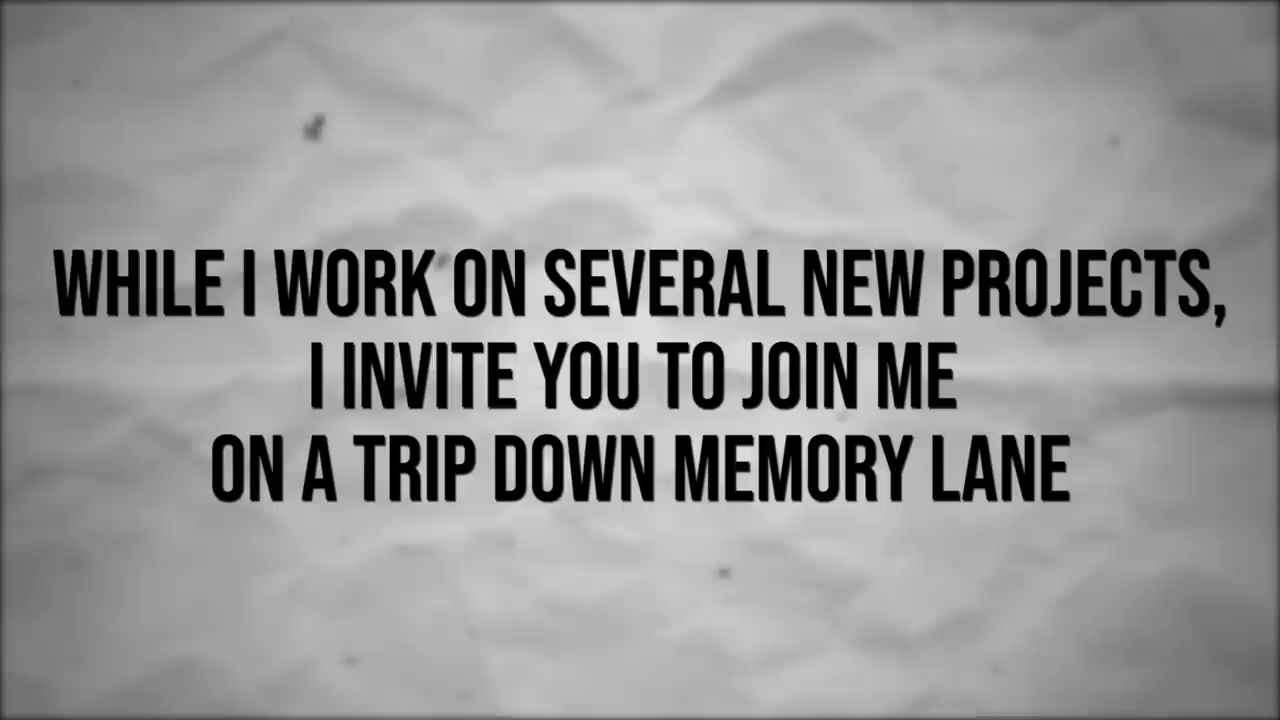 WHILE I WORK ON SEVERAL NEW PROJECTS,
I INVITE YOU TO JOIN ME
ON A TRIP DOWN MEMORY LANE